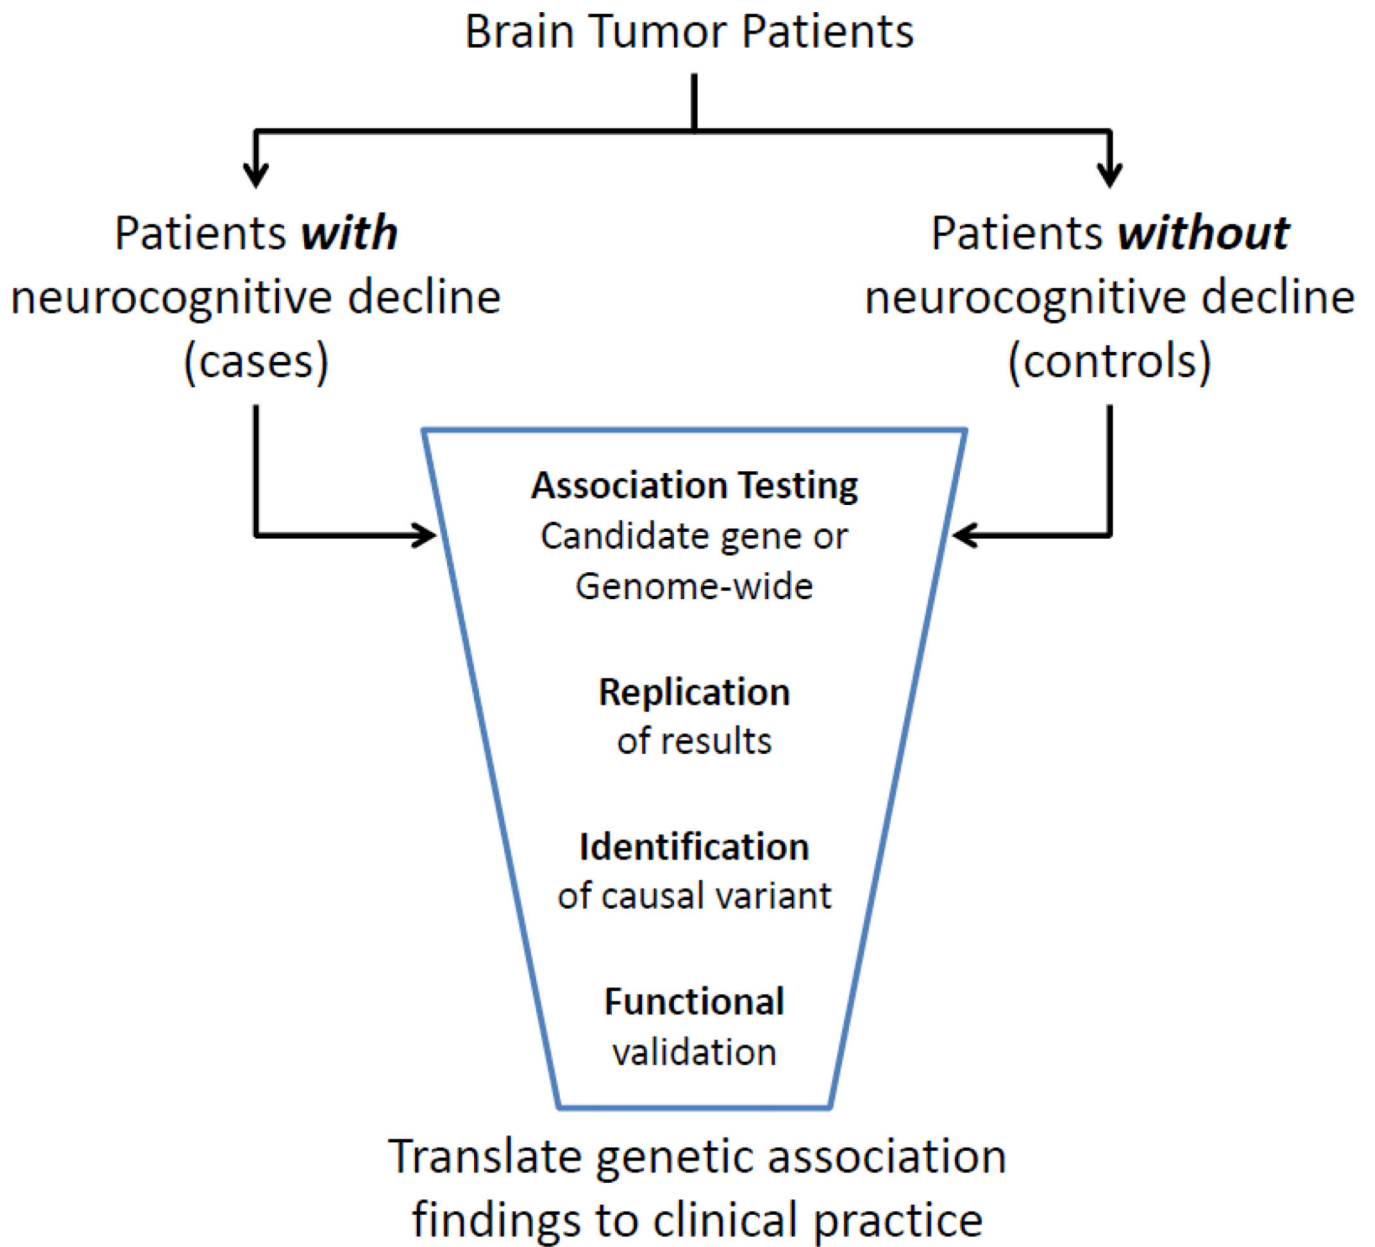 Brain Tumor Patients
Patients with
neurocognitive decline
(cases)
Patients without
neurocognitive decline
(controls)
Association Testing
Candidate gene or
Genome-wide
Replication
of results
Identification
of causal variant
Functional
validation
Translate genetic association
findings to clinical practice